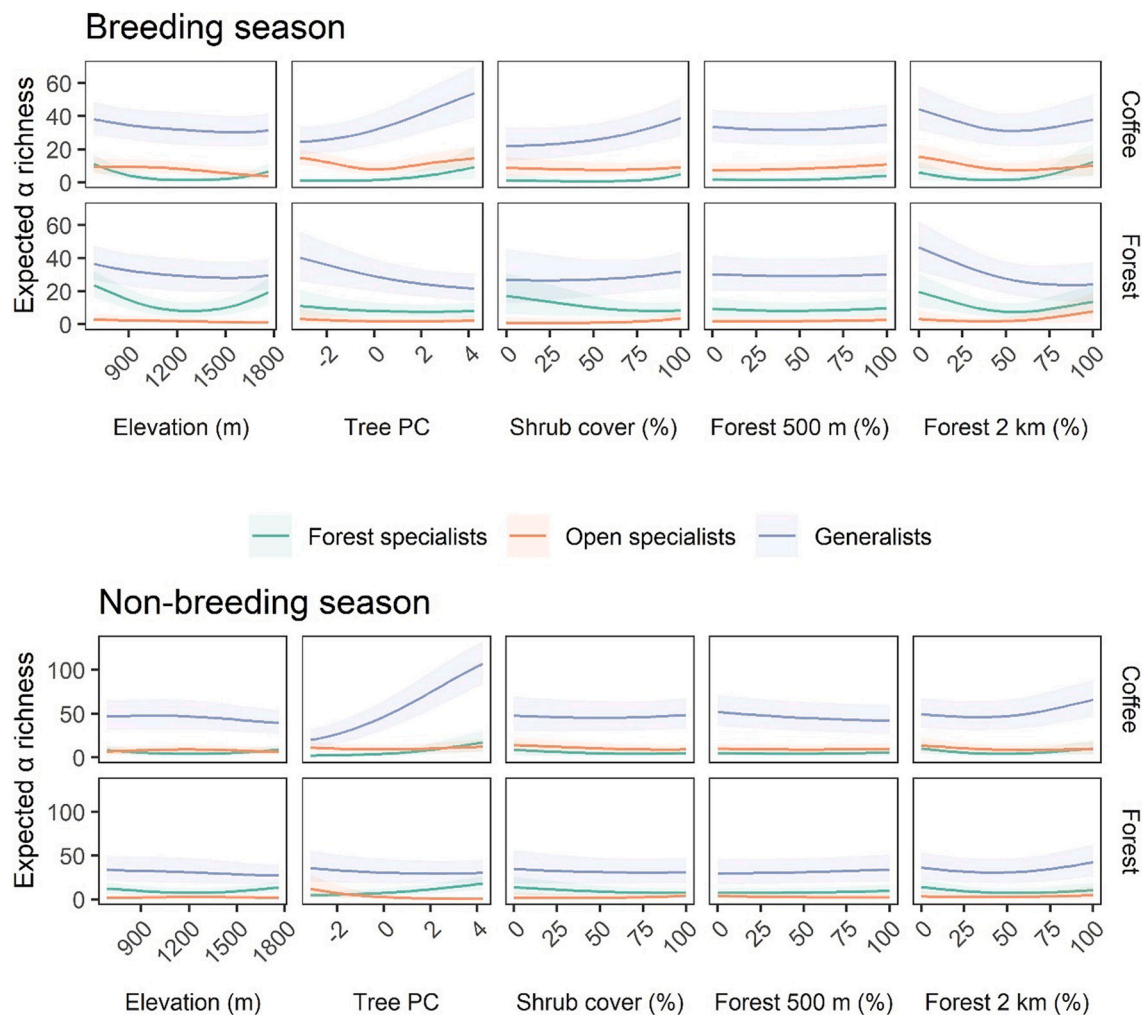 Breeding season
Expected α richness
60
40
20
0
Coffee
60
40
20
0
Forest
900 1200 1500 1800
-2 0 2 4
0 25 50 75 100
0 25 50 75 100
0 25 50 75 100
Elevation (m) Tree PC Shrub cover (%) Forest 500 m (%) Forest 2 km (%)
Forest specialists Open specialists Generalists
Non-breeding season
Expected α richness
100
50
0
Coffee
100
50
0
Forest
900 1200 1500 1800
-2 0 2 4
0 25 50 75 100
0 25 50 75 100
0 25 50 75 100
Elevation (m) Tree PC Shrub cover (%) Forest 500 m (%) Forest 2 km (%)